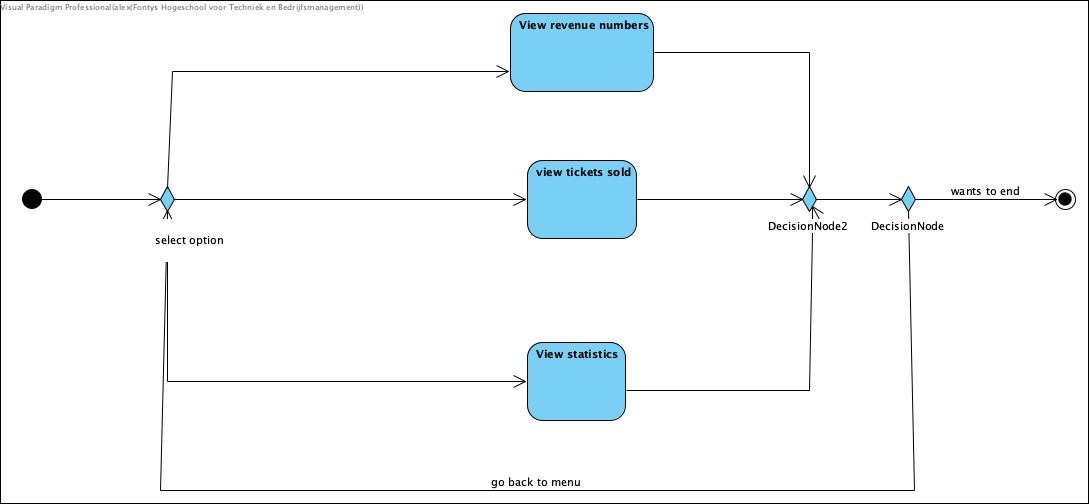 Visual Paradigm Professional(alex(Fontys Hogeschool voor Techniek en Bedrijfsmanagement))
View revenue numbers
view tickets sold
wants to end
DecisionNode2
DecisionNode
select option
View statistics
go back to menu